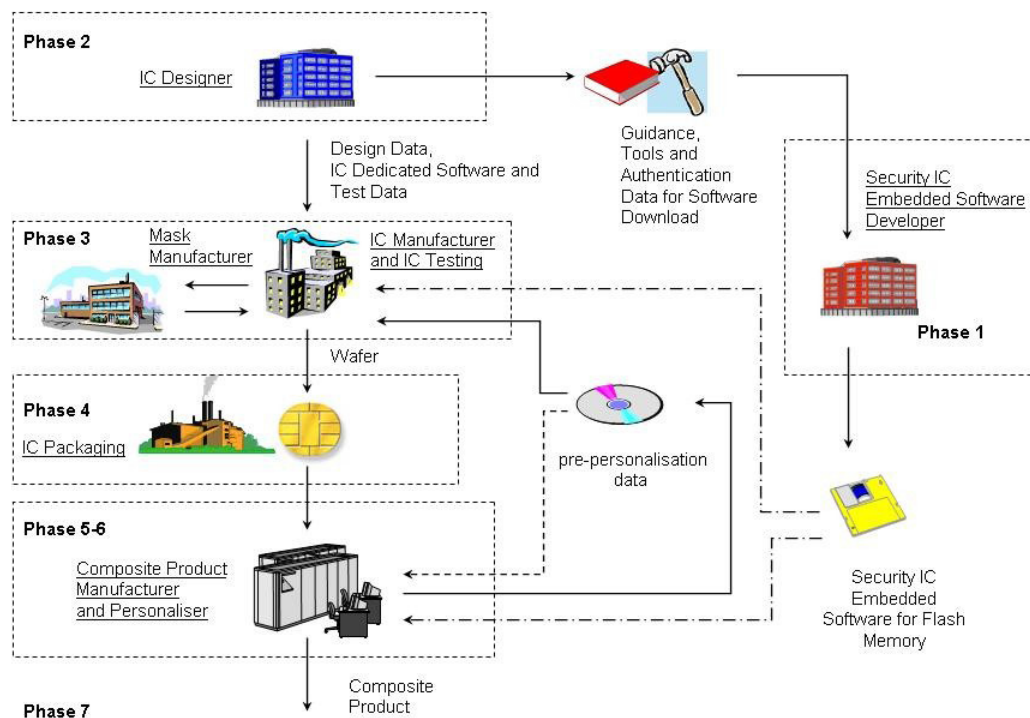 Phase 2
IC Designer
Guidance,
Tools and
Authentication
Data for Software
Download
Design Data,
IC Dedicated Software and
Test Data
Security IC
Embedded Software
Developer
Phase 1
Phase 3
Mask
Manufacturer
IC Manufacturer
and IC Testing
Wafer
Phase 4
IC Packaging
pre-personalisation
data
Phase 5-6
Composite Product
Manufacturer
and Personaliser
Security IC
Embedded
Software for Flash
Memory
Composite
Product
Phase 7